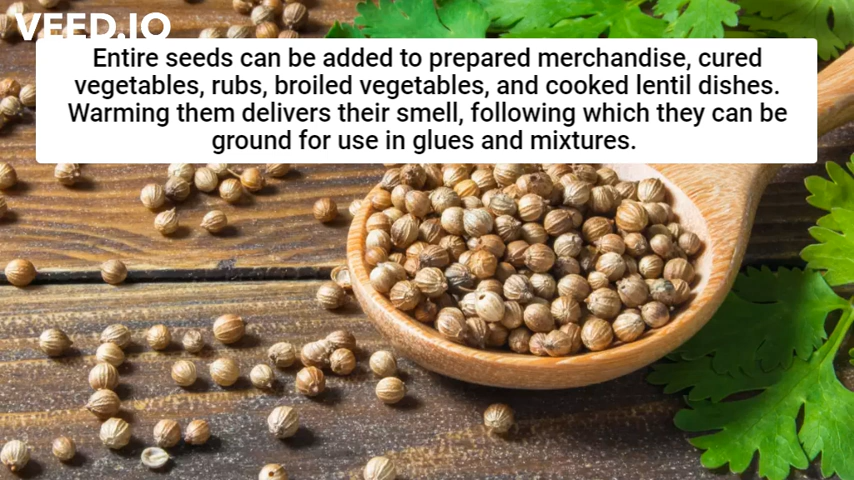 VEED.IO
Entire seeds can be added to prepared merchandise, cured
vegetables, rubs, broiled vegetables, and cooked lentil dishes.
Warming them delivers their smell, following which they can be
ground for use in glues and mixtures.